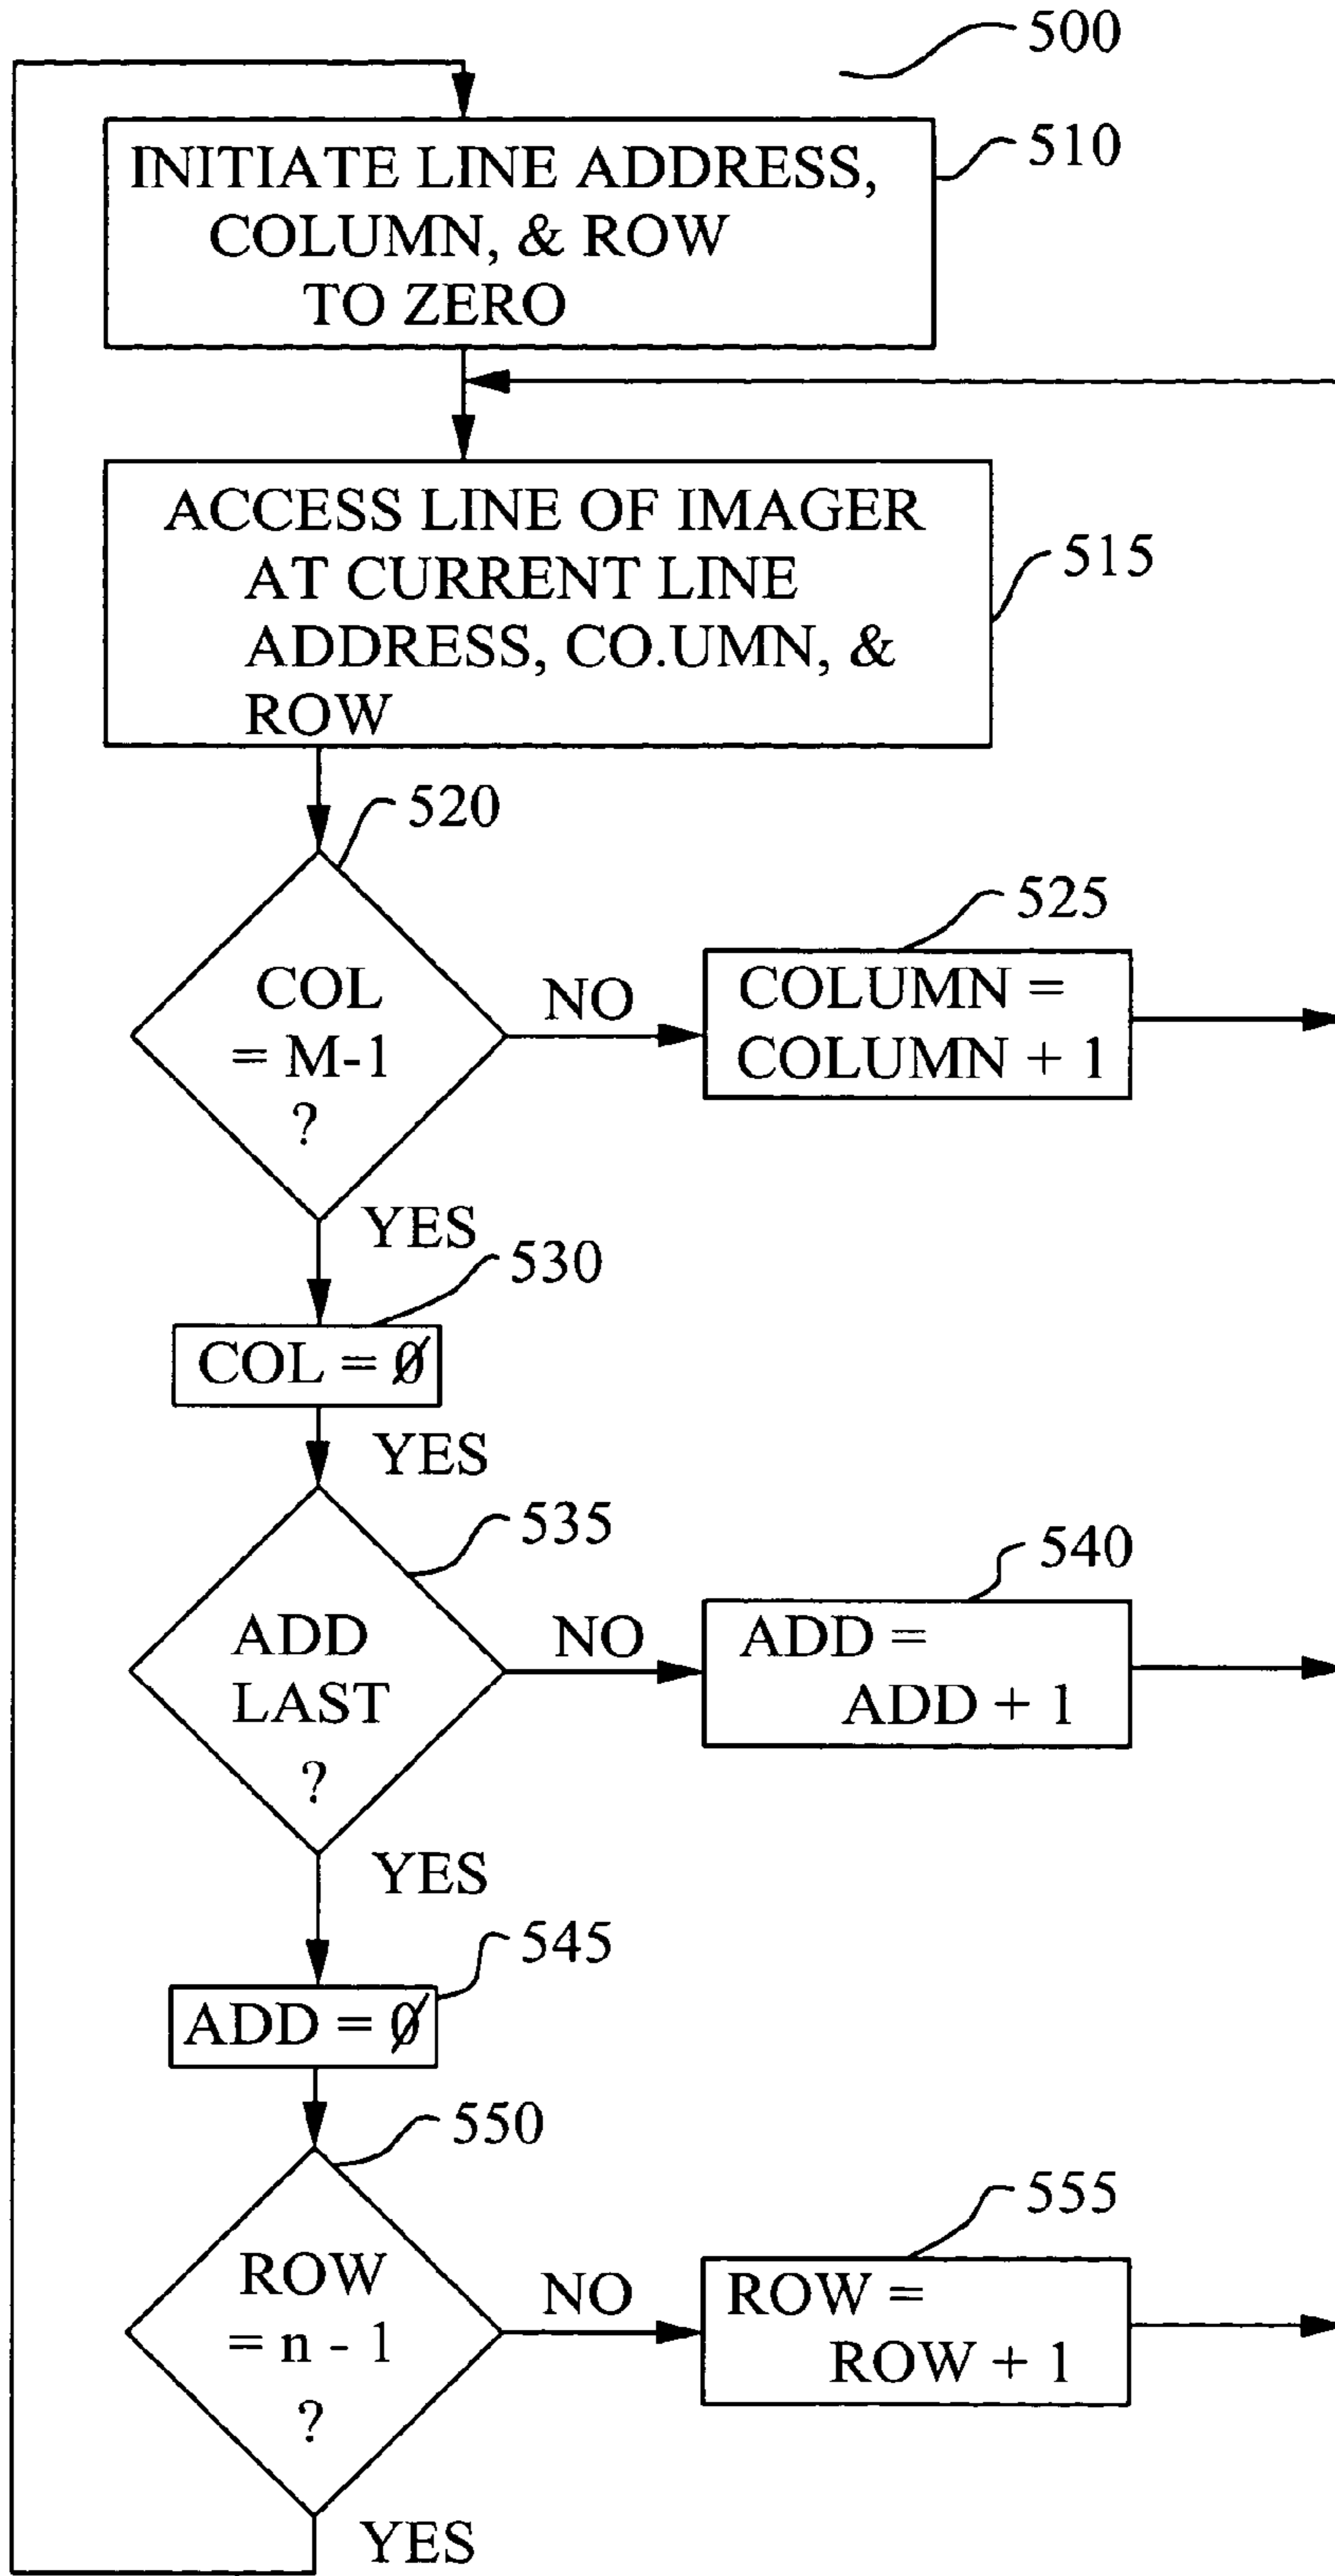 500
510
INITIATE LINE ADDRESS,
COLUMN, & ROW
TO ZERO
515
ACCESS LINE OF IMAGER
AT CURRENT LINE
ADDRESS, CO.UMN, &
ROW
520
COL
= M-1
?
NO
525
COLUMN =
COLUMN + 1
YES
530
COL = 0̸
YES
535
ADD
LAST
?
NO
540
ADD =
ADD + 1
YES
545
ADD = 0̸
550
ROW
= n - 1
?
NO
555
ROW =
ROW + 1
YES